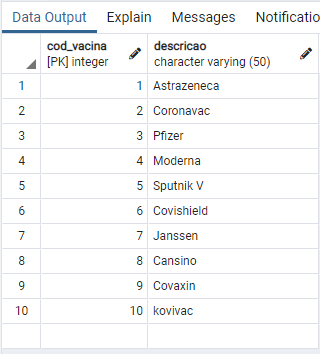 Data Output Explain Messages Notificatio
cod_vacina descricao
[PK] integer character varying (50)
1 1 Astrazeneca
2 2 Coronavac
3 3 Pfizer
4 4 Moderna
5 5 Sputnik V
6 6 Covishield
7 7 Janssen
8 8 Cansino
9 9 Covaxin
10 10 kovivac